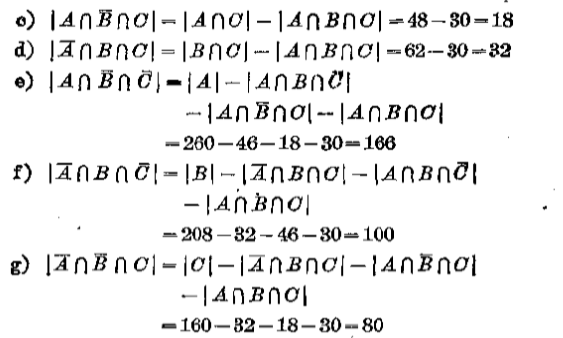 c) |A∩B̅∩C|=|A∩C|−|A∩B∩C|=48−30=18
d) |A̅∩B∩C|=|B∩C|−|A∩B∩C|=62−30=32
e) |A∩B̅∩C̅|=|A|−|A∩B∩C̅|
−|A∩B̅∩C|−|A∩B∩C|
=260−46−18−30=166
f) |A̅∩B∩C̅|=|B|−|A̅∩B∩C|−|A∩B∩C̅|
−|A∩B∩C|
=208−32−46−30=100
g) |A̅∩B̅∩C|=|C|−|A̅∩B∩C|−|A∩B̅∩C|
−|A∩B∩C|
=160−32−18−30=80